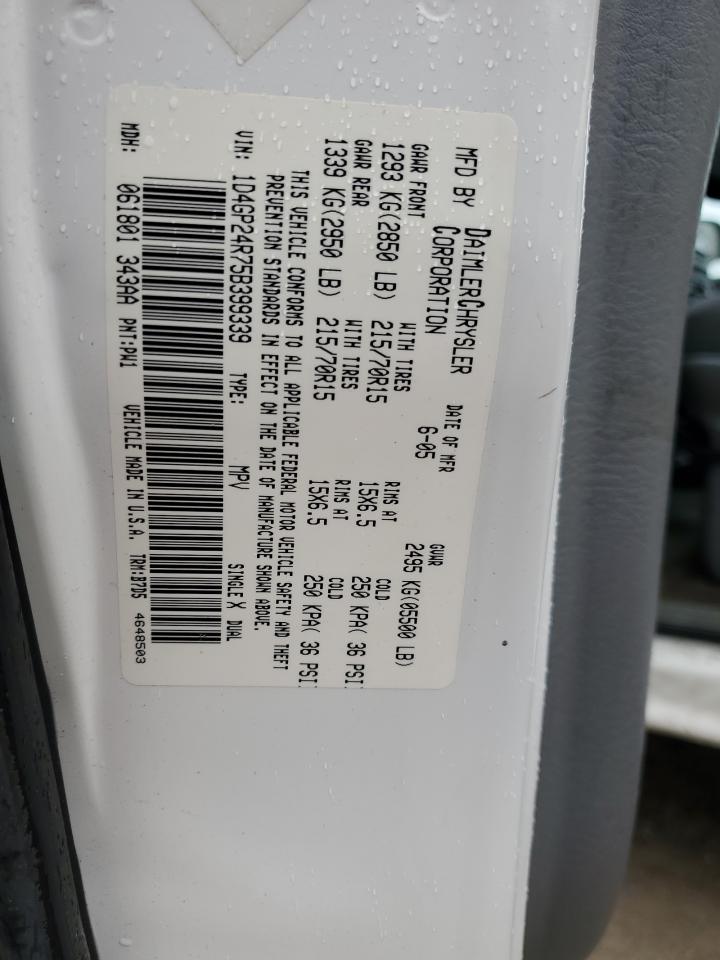 MFD BY DAIMLERCHRYSLER CORPORATION
DATE OF MFR 6-05
GVWR 2495 KG(05500 LB)
GAWR FRONT WITH TIRES RIMS AT COLD
1293 KG(2850 LB) 215/70R15 15X6.5 250 KPA( 36 PSI
GAWR REAR WITH TIRES RIMS AT COLD
1339 KG(2950 LB) 215/70R15 15X6.5 250 KPA( 36 PSI
THIS VEHICLE CONFORMS TO ALL APPLICABLE FEDERAL MOTOR VEHICLE SAFETY AND THEFT
PREVENTION STANDARDS IN EFFECT ON THE DATE OF MANUFACTURE SHOWN ABOVE.
VIN: 1D4GP24R75B399339 TYPE: MPV SINGLE X DUAL
MDH: 061801 343AA PNT:PW1 VEHICLE MADE IN U.S.A. TRM:B7D5 4648503